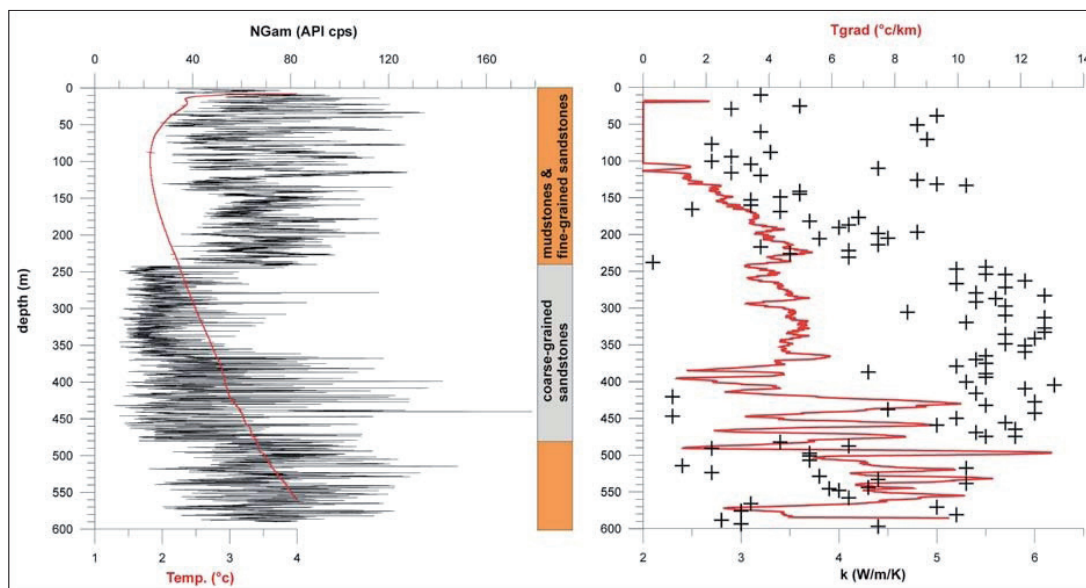 NGam (API cps)
0 40 80 120 160
Tgrad (°c/km)
0 2 4 6 8 10 12 14
depth (m)
0
50
100
150
200
250
300
350
400
450
500
550
600
mudstones &
fine-grained sandstones
coarse-grained
sandstones
0
50
100
150
200
250
300
350
400
450
500
550
600
1 2 3 4
Temp. (°c)
2 3 4 5 6
k (W/m/K)